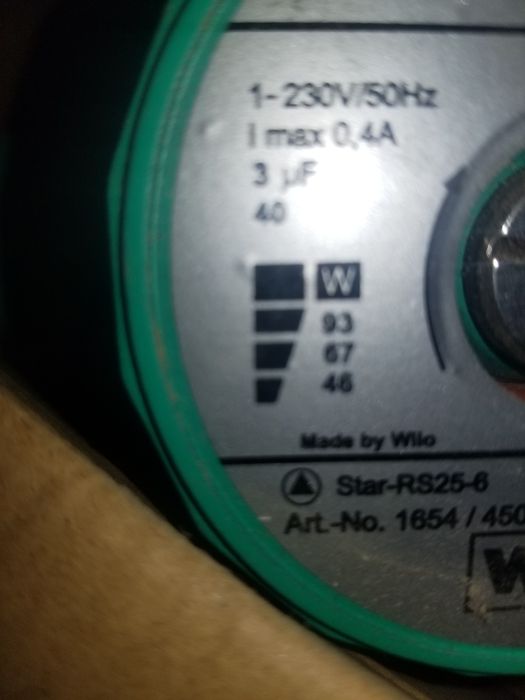 1~230V/50Hz
I max 0,4A
3 µF
40
W
93
67
46
Made by Wilo
Star-RS25-6
Art.-No. 1654 / 450
W